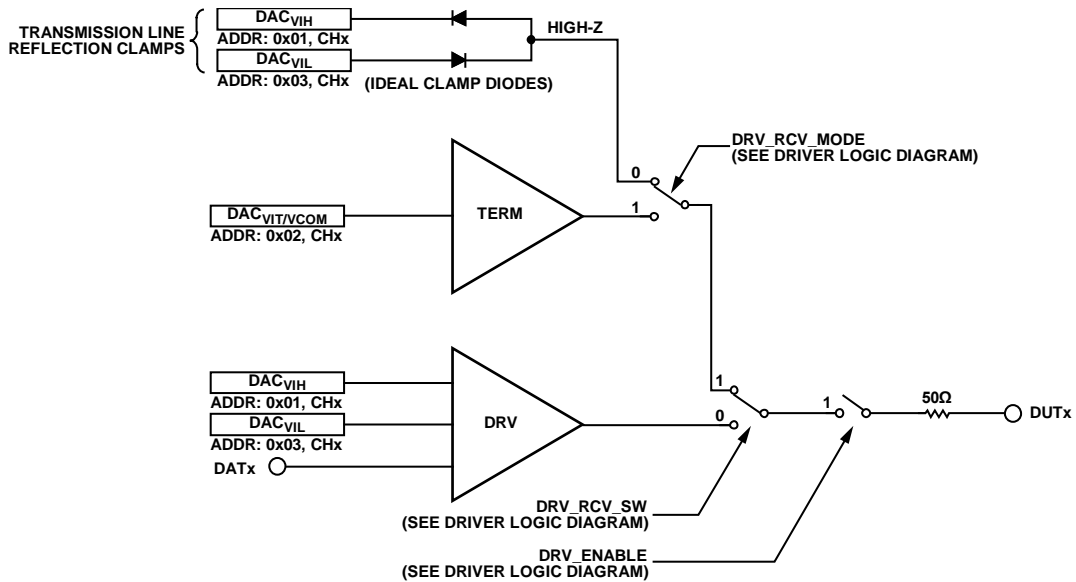 TRANSMISSION LINE
REFLECTION CLAMPS
DACVIH
ADDR: 0x01, CHx
DACVIL
ADDR: 0x03, CHx
(IDEAL CLAMP DIODES)
HIGH-Z
DRV_RCV_MODE
(SEE DRIVER LOGIC DIAGRAM)
0
1
DACVIT/VCOM
ADDR: 0x02, CHx
TERM
DACVIH
ADDR: 0x01, CHx
DACVIL
ADDR: 0x03, CHx
DATx
DRV
1
0
1
50Ω
DUTx
DRV_RCV_SW
(SEE DRIVER LOGIC DIAGRAM)
DRV_ENABLE
(SEE DRIVER LOGIC DIAGRAM)